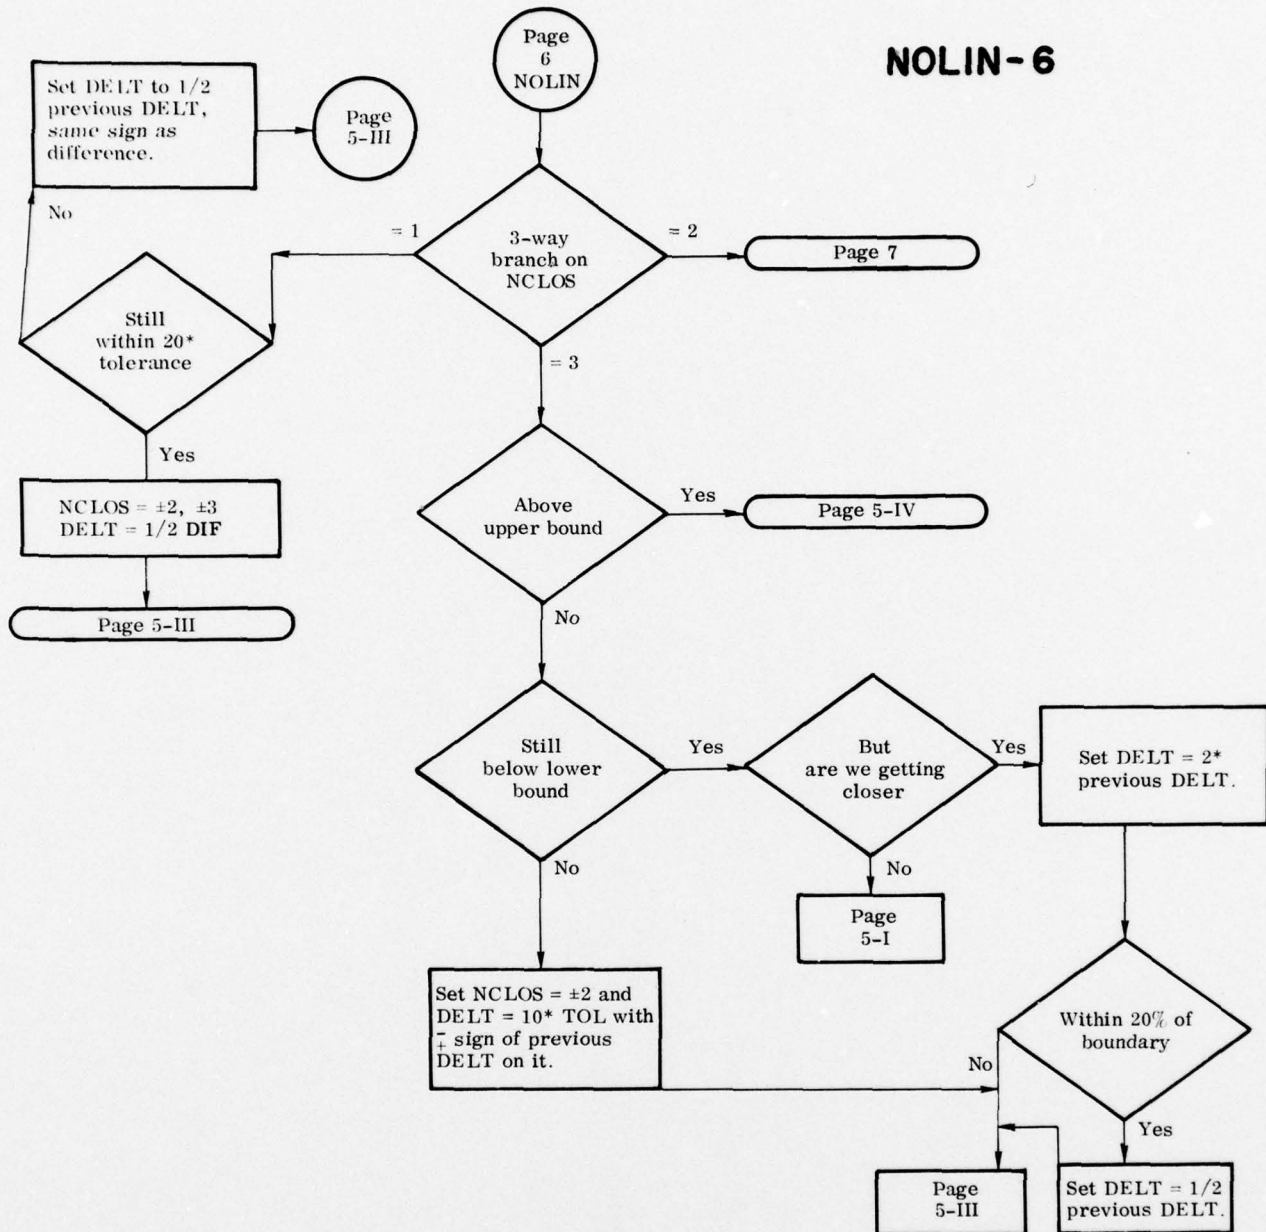 NOLIN-6
Page
6
NOLIN
Set DELT to 1/2
previous DELT,
same sign as
difference.
Page
5-III
No
= 1
3-way
branch on
NCLOS
= 2
Page 7
Still
within 20*
tolerance
= 3
Yes
NCLOS = ±2, ±3
DELT = 1/2 DIF
Page 5-III
Above
upper bound
Yes
Page 5-IV
No
Still
below lower
bound
Yes
But
are we getting
closer
Yes
Set DELT = 2*
previous DELT.
No
No
Page
5-I
Set NCLOS = ±2 and
DELT = 10* TOL with
∓ sign of previous
DELT on it.
Within 20% of
boundary
No
Yes
Page
5-III
Set DELT = 1/2
previous DELT.